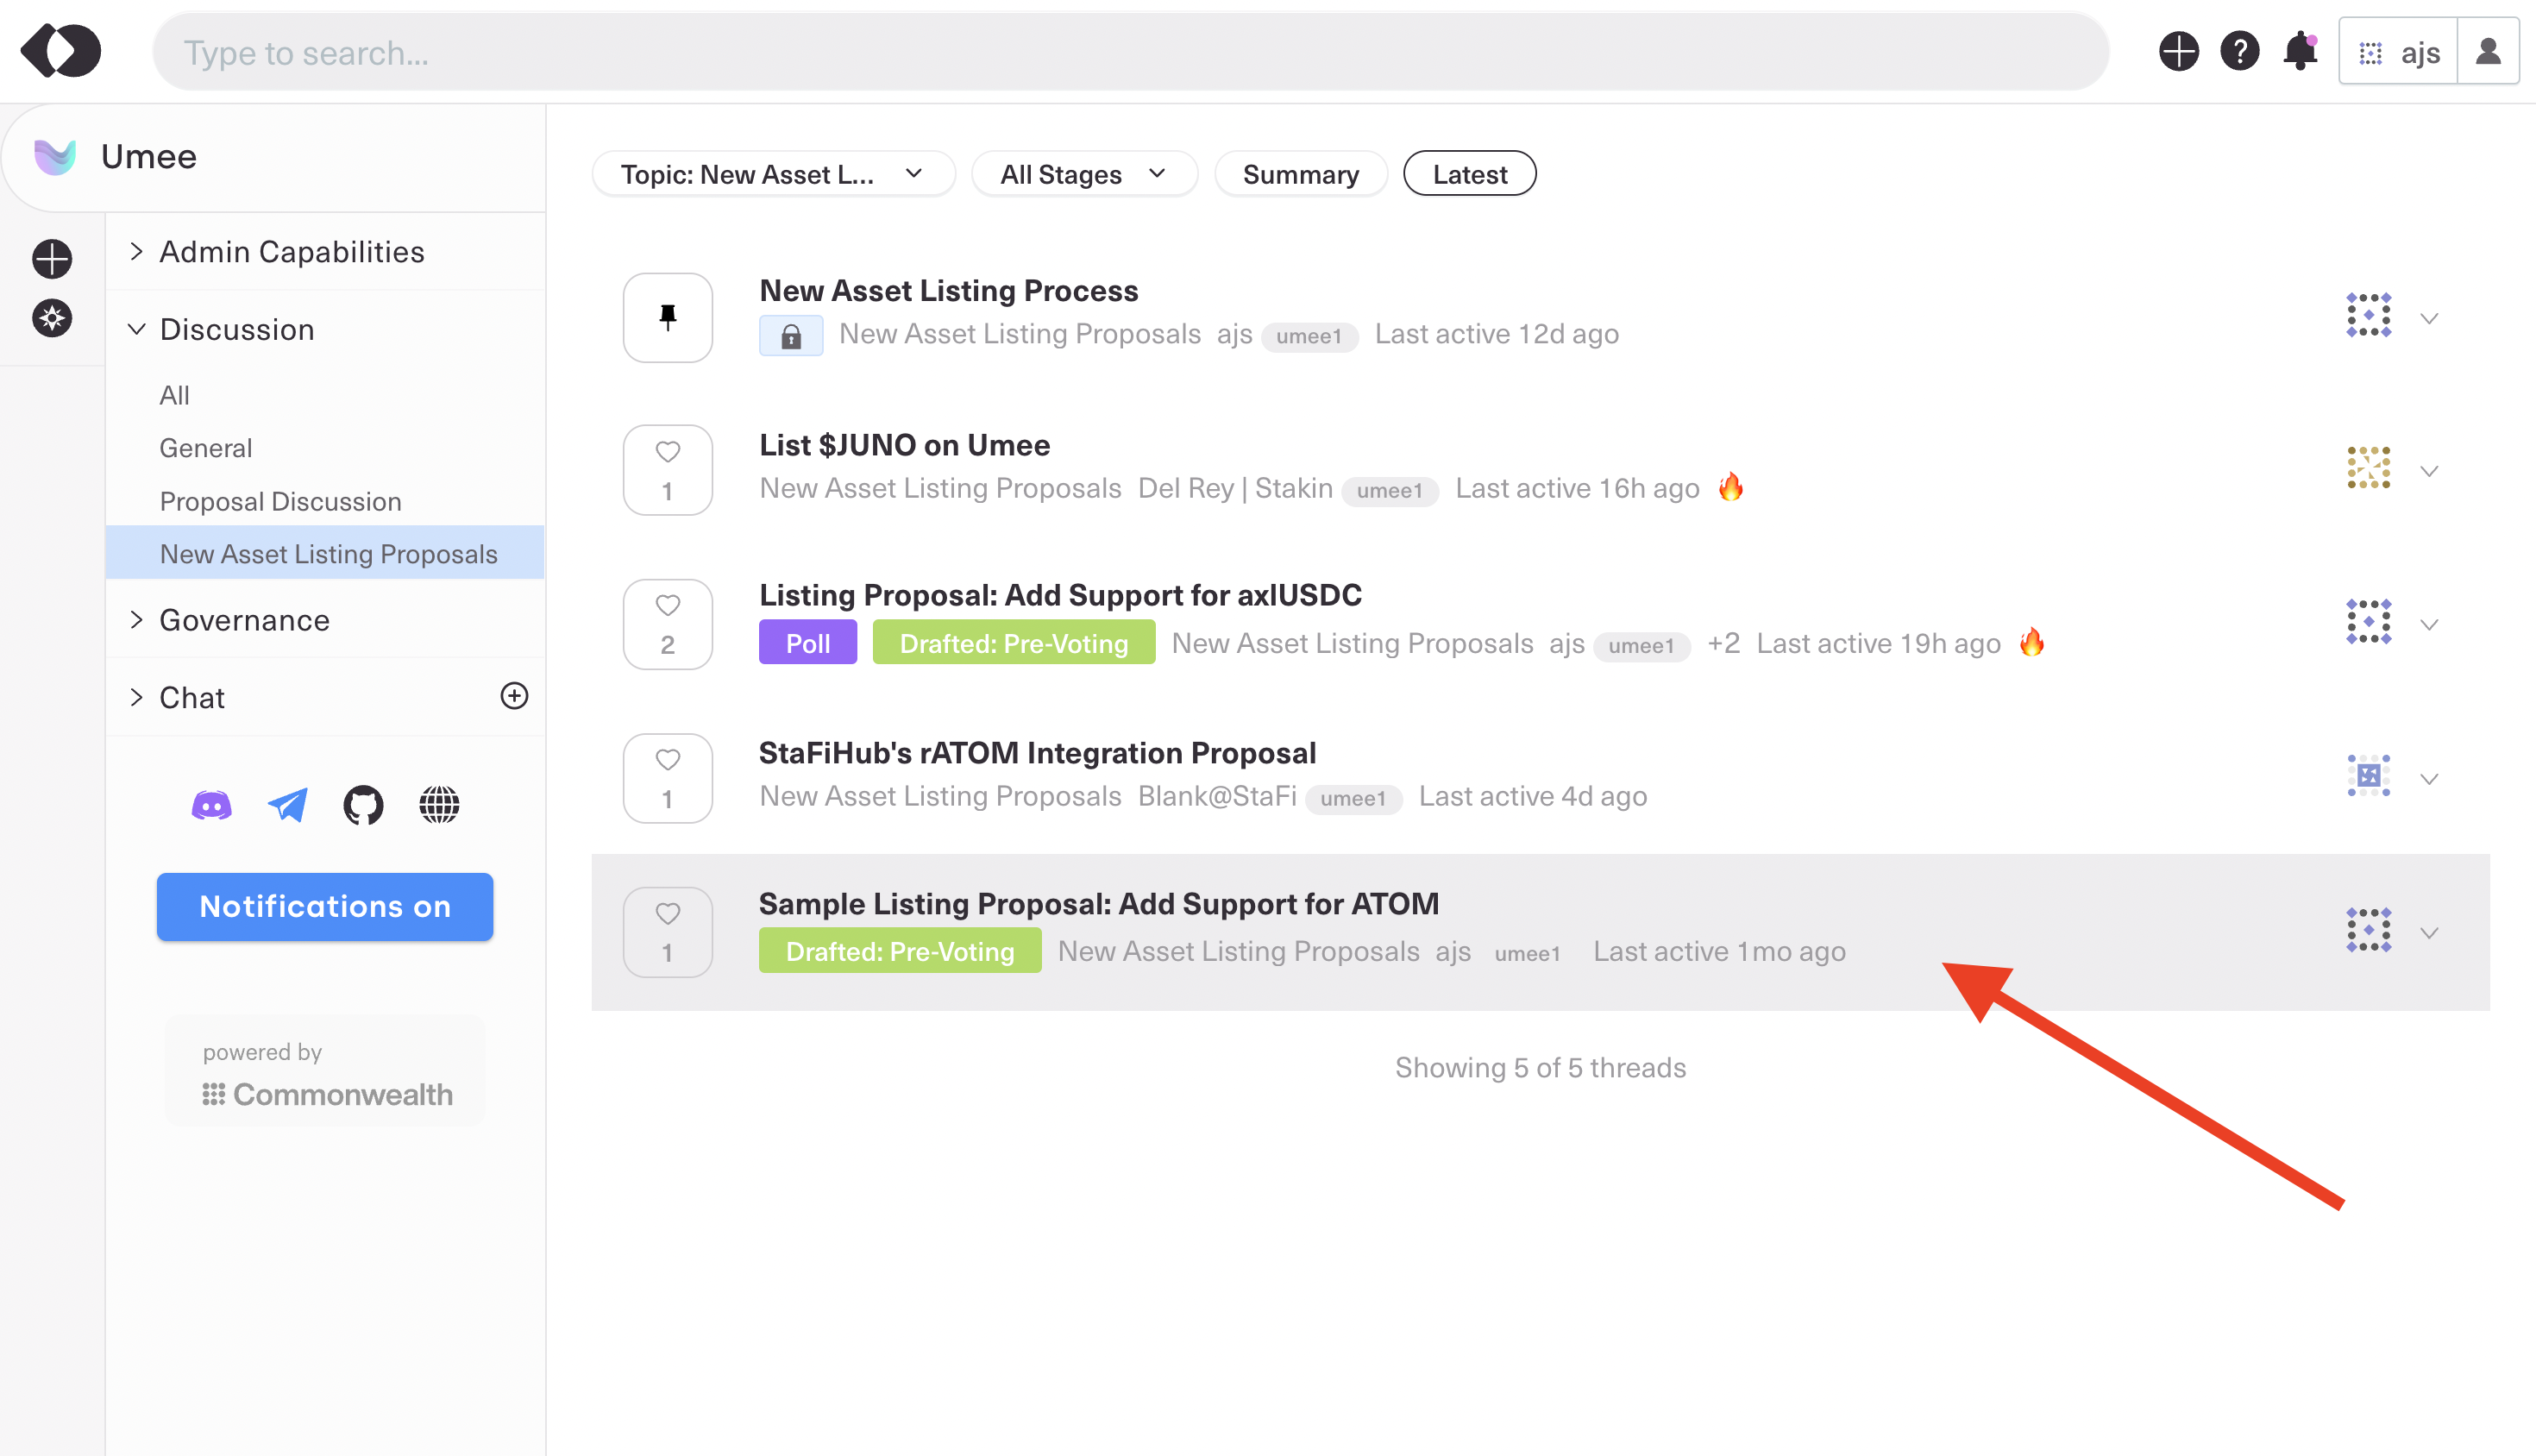 Type to search...
ajs
Umee
Admin Capabilities
Discussion
All
General
Proposal Discussion
New Asset Listing Proposals
Governance
Chat
Notifications on
powered by
Commonwealth
Topic: New Asset L... All Stages Summary Latest
New Asset Listing Process
New Asset Listing Proposals ajs umee1 Last active 12d ago
1
List $JUNO on Umee
New Asset Listing Proposals Del Rey | Stakin umee1 Last active 16h ago 🔥
2
Listing Proposal: Add Support for axlUSDC
Poll Drafted: Pre-Voting New Asset Listing Proposals ajs umee1 +2 Last active 19h ago 🔥
1
StaFiHub's rATOM Integration Proposal
New Asset Listing Proposals Blank@StaFi umee1 Last active 4d ago
1
Sample Listing Proposal: Add Support for ATOM
Drafted: Pre-Voting New Asset Listing Proposals ajs umee1 Last active 1mo ago
Showing 5 of 5 threads